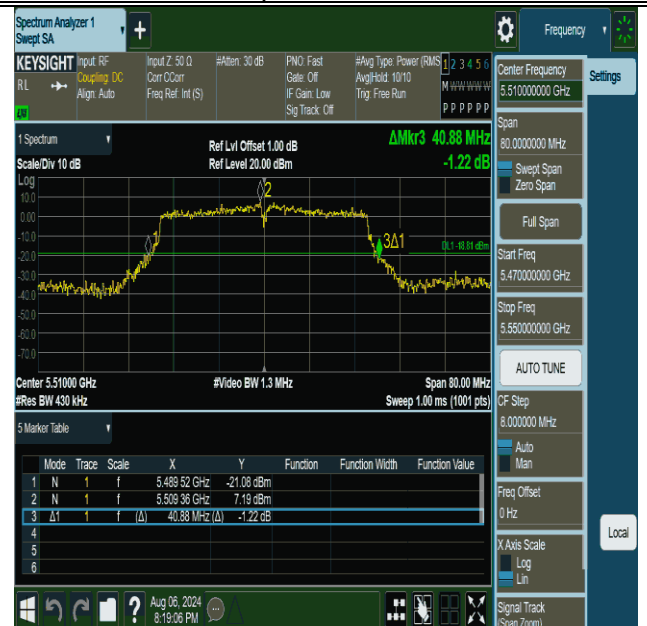 Spectrum Analyzer 1
Swept SA
+
Frequency
KEYSIGHT
RL
Input: RF
Coupling: DC
Align: Auto
Input Z: 50 Ω
Corr CCorr
Freq Ref: Int (S)
#Atten: 30 dB
PNO: Fast
Gate: Off
IF Gain: Low
Sig Track: Off
#Avg Type: Power (RMS
Avg|Hold: 10/10
Trig: Free Run
1 2 3 4 5 6
M W W W W W
P P P P P P
1 Spectrum
Scale/Div 10 dB
Ref Lvl Offset 1.00 dB
Ref Level 20.00 dBm
ΔMkr3 40.88 MHz
-1.22 dB
Log
10.0
0.00
-10.0
-20.0
-30.0
-40.0
-50.0
-60.0
-70.0
1
2
3Δ1
DL1 -18.81 dBm
Center 5.51000 GHz
#Res BW 430 kHz
#Video BW 1.3 MHz
Span 80.00 MHz
Sweep 1.00 ms (1001 pts)
5 Marker Table
Mode Trace Scale X Y Function Function Width Function Value
1 N 1 f 5.489 52 GHz -21.08 dBm
2 N 1 f 5.509 36 GHz 7.19 dBm
3 Δ1 1 f (Δ) 40.88 MHz (Δ) -1.22 dB
4
5
6
Aug 06, 2024
8:19:06 PM
?
Center Frequency
5.510000000 GHz
Span
80.0000000 MHz
Swept Span
Zero Span
Full Span
Start Freq
5.470000000 GHz
Stop Freq
5.550000000 GHz
AUTO TUNE
CF Step
8.000000 MHz
Auto
Man
Freq Offset
0 Hz
X Axis Scale
Log
Lin
Signal Track
(Span Zoom)
Settings
Local